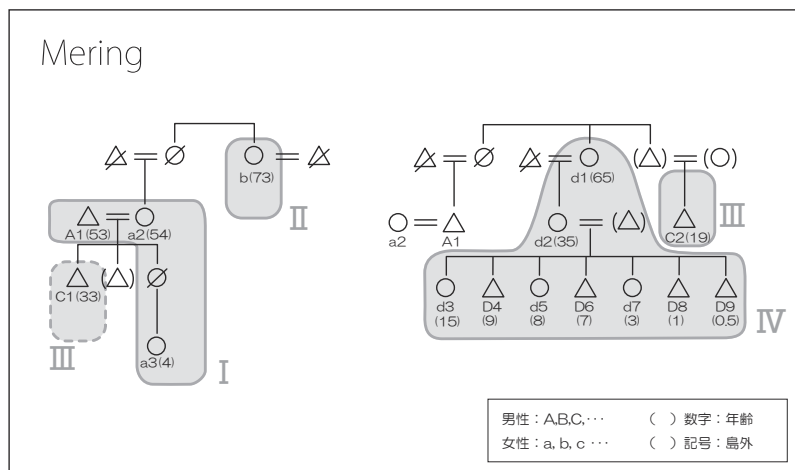 Mering
b(73)
II
A1(53) a2(54)
C1(33)
III
a3(4)
I
d1(65)
a2 A1 d2(35) C2(19)
III
d3 D4 d5 D6 d7 D8 D9
(15) (9) (8) (7) (3) (1) (0.5)
IV
男性：A,B,C,･･･ （ ）数字：年齢
女性：a, b, c ･･･ （ ）記号：島外